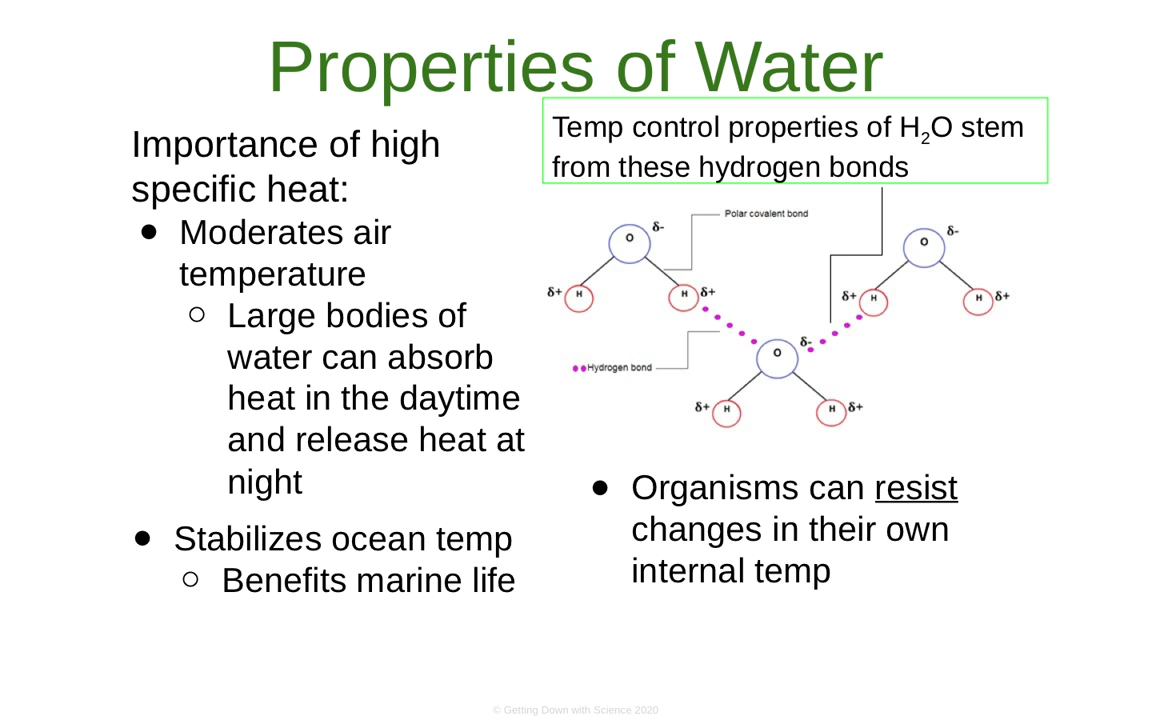 Properties of Water
Importance of high
specific heat:
● Moderates air
temperature
○ Large bodies of
water can absorb
heat in the daytime
and release heat at
night
● Stabilizes ocean temp
○ Benefits marine life
Temp control properties of H₂O stem
from these hydrogen bonds
Polar covalent bond
O δ-
O δ-
δ+ H
H δ+
δ+ H
H δ+
O δ-
●●Hydrogen bond
δ+ H
H δ+
● Organisms can resist
changes in their own
internal temp
© Getting Down with Science 2020